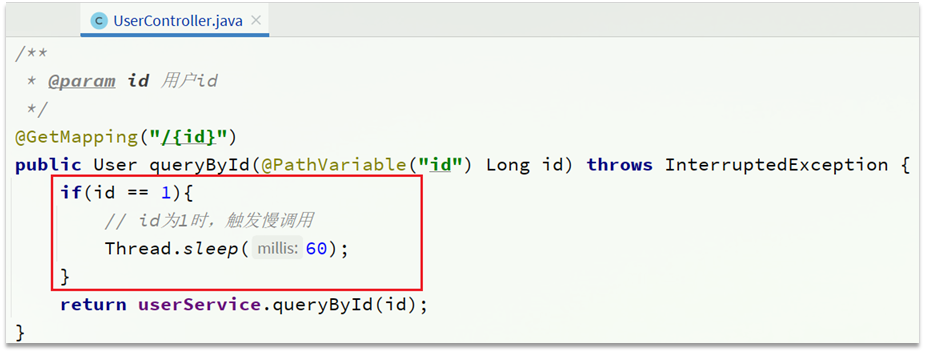 UserController.java
/**
 * @param id 用户id
 */
@GetMapping("/{id}")
public User queryById(@PathVariable("id") Long id) throws InterruptedException {
    if(id == 1){
        // id为1时，触发慢调用
        Thread.sleep( millis: 60);
    }
    return userService.queryById(id);
}